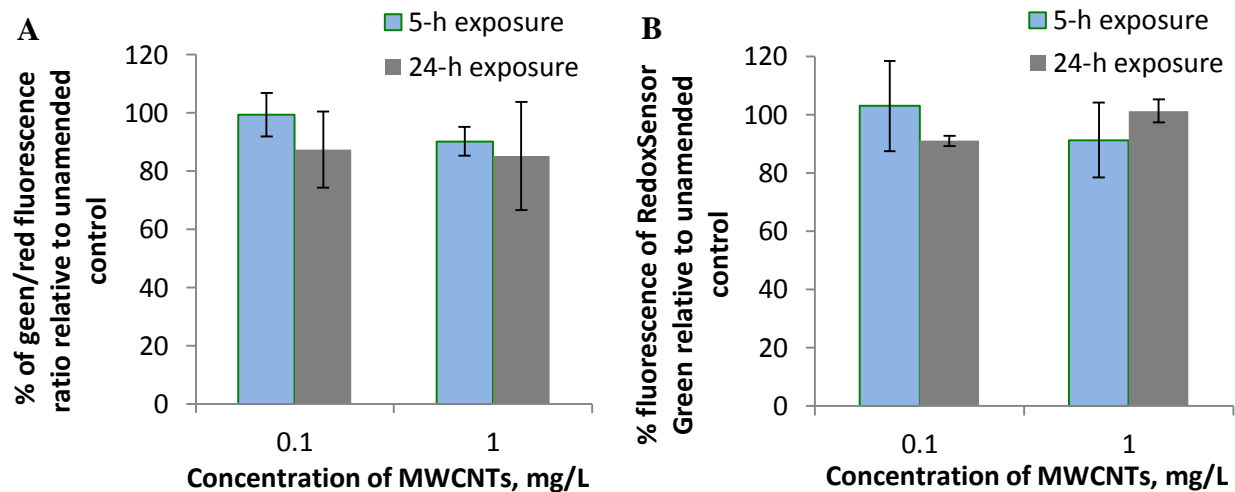 A
5-h exposure
24-h exposure
% of geen/red fluorescence
ratio relative to unamended
control
120
100
80
60
40
20
0
0.1
1
Concentration of MWCNTs, mg/L
B
5-h exposure
24-h exposure
% fluorescence of RedoxSensor
Green relative to unamended
control
120
100
80
60
40
20
0
0.1
1
Concentration of MWCNTs, mg/L